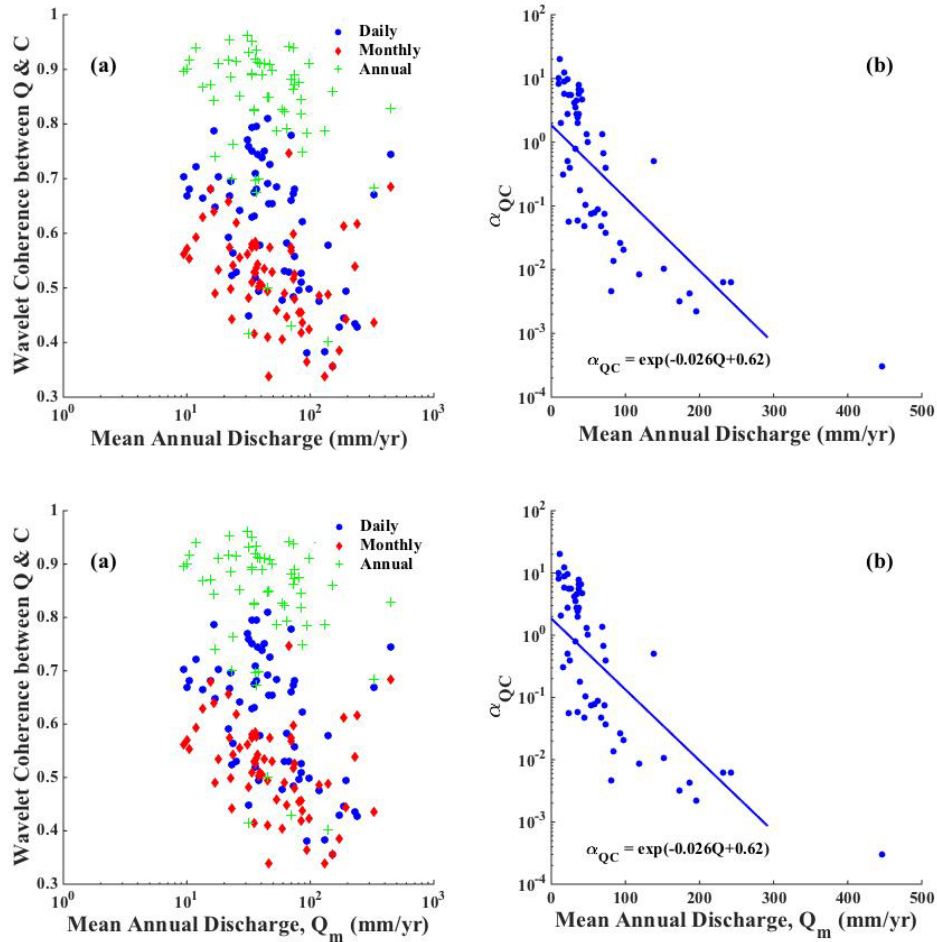 Wavelet Coherence between Q & C
1
0.9
0.8
0.7
0.6
0.5
0.4
0.3
(a)
Daily
Monthly
Annual
10^0
10^1
10^2
10^3
Mean Annual Discharge (mm/yr)
α_QC
10^2
10^1
10^0
10^-1
10^-2
10^-3
10^-4
(b)
α_QC = exp(-0.026Q+0.62)
0
100
200
300
400
500
Mean Annual Discharge (mm/yr)
Wavelet Coherence between Q & C
1
0.9
0.8
0.7
0.6
0.5
0.4
0.3
(a)
Daily
Monthly
Annual
10^0
10^1
10^2
10^3
Mean Annual Discharge, Q_m (mm/yr)
α_QC
10^2
10^1
10^0
10^-1
10^-2
10^-3
10^-4
(b)
α_QC = exp(-0.026Q+0.62)
0
100
200
300
400
500
Mean Annual Discharge, Q_m (mm/yr)